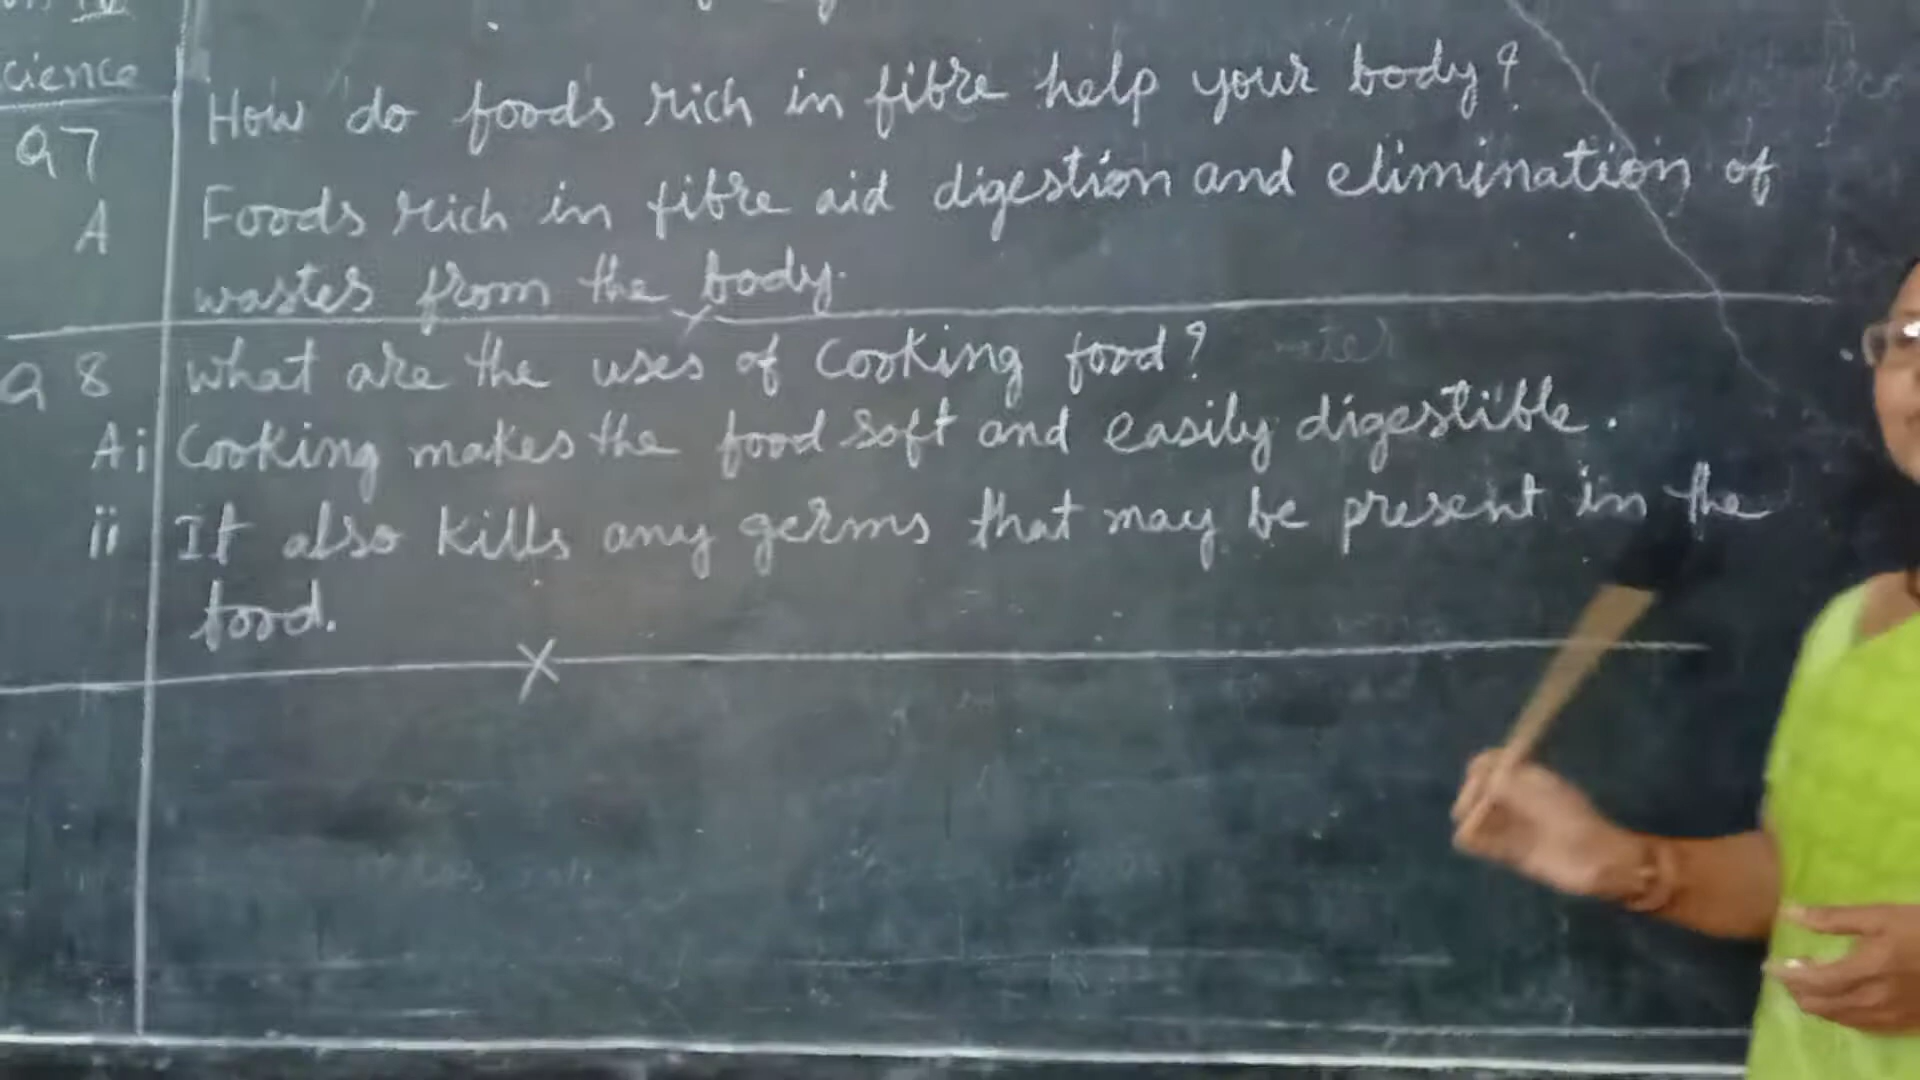 cience
Q7 How do foods rich in fibre help your body?
A Foods rich in fibre aid digestion and elimination of
wastes from the body.
Q 8 What are the uses of Cooking food?
A i Cooking makes the food soft and easily digestible.
ii It also kills any germs that may be present in the
food.